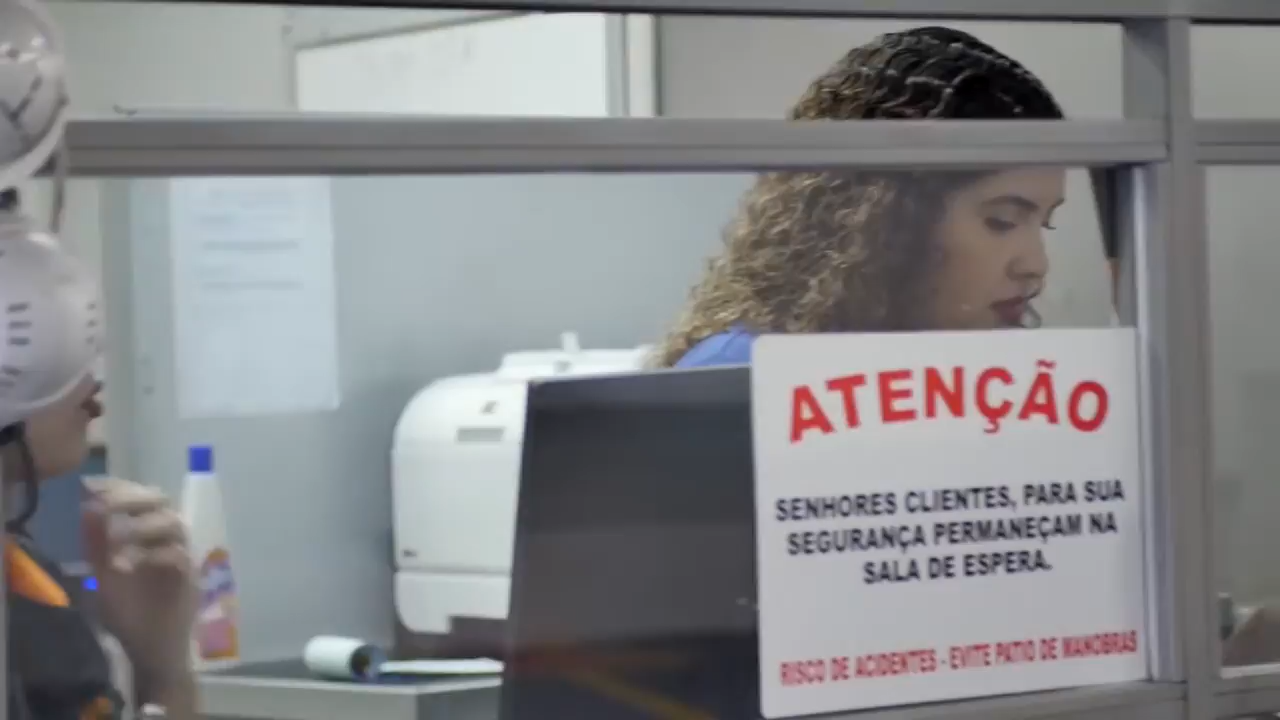 ATENÇÃO
SENHORES CLIENTES, PARA SUA
SEGURANÇA PERMANEÇAM NA
SALA DE ESPERA.
RISCO DE ACIDENTES - EVITE PATIO DE MANOBRAS